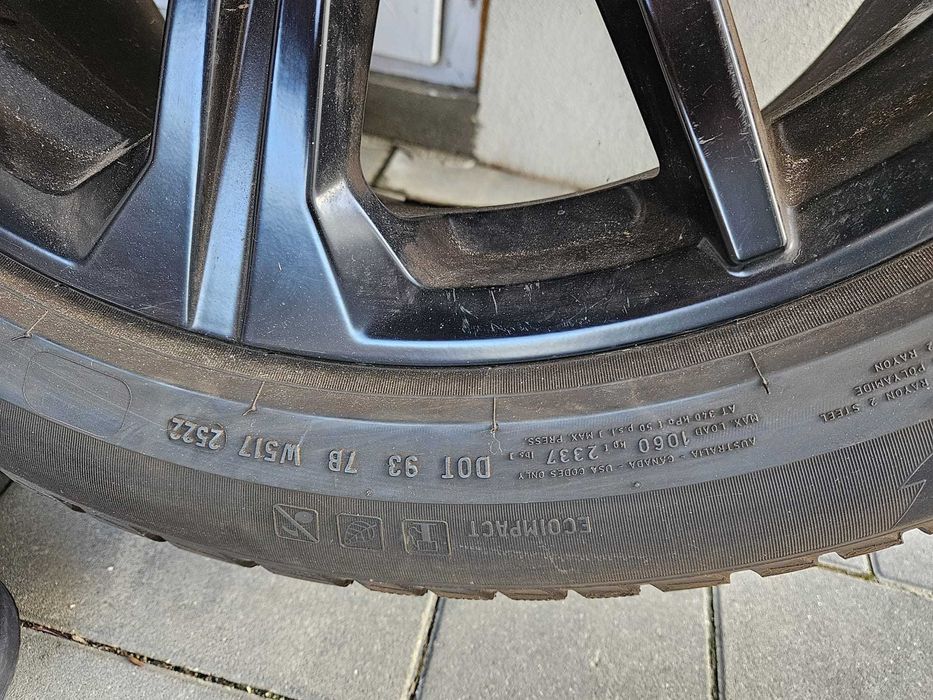 DOT 93 7B W517 2522
AUSTRALIA - CANADA - USA CODES ONLY
MAX. LOAD 1060 kg ( 2337 lbs )
AT 340 KPa ( 50 P.S.I. ) MAX. PRESS.
2 RAYON
RAYON 2 STEEL
POLYAMIDE
ECOIMPACT